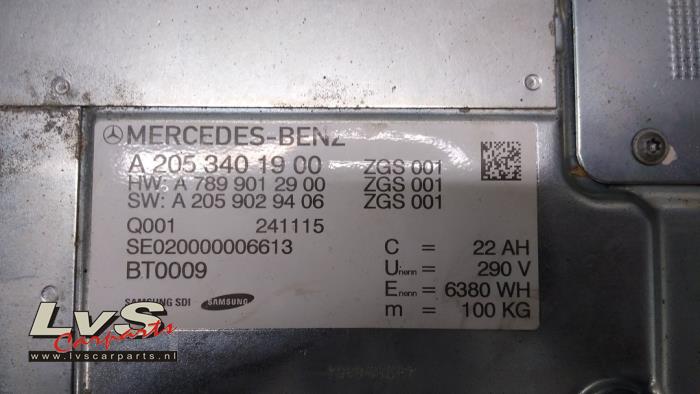 MERCEDES-BENZ
A 205 340 19 00 ZGS 001
HW: A 789 901 29 00 ZGS 001
SW: A 205 902 94 06 ZGS 001
Q001 241115
SE020000006613
BT0009
C = 22 AH
Unenn = 290 V
Enenn = 6380 WH
m = 100 KG
SAMSUNG SDI SAMSUNG
LvS
Carparts
www.lvscarparts.nl